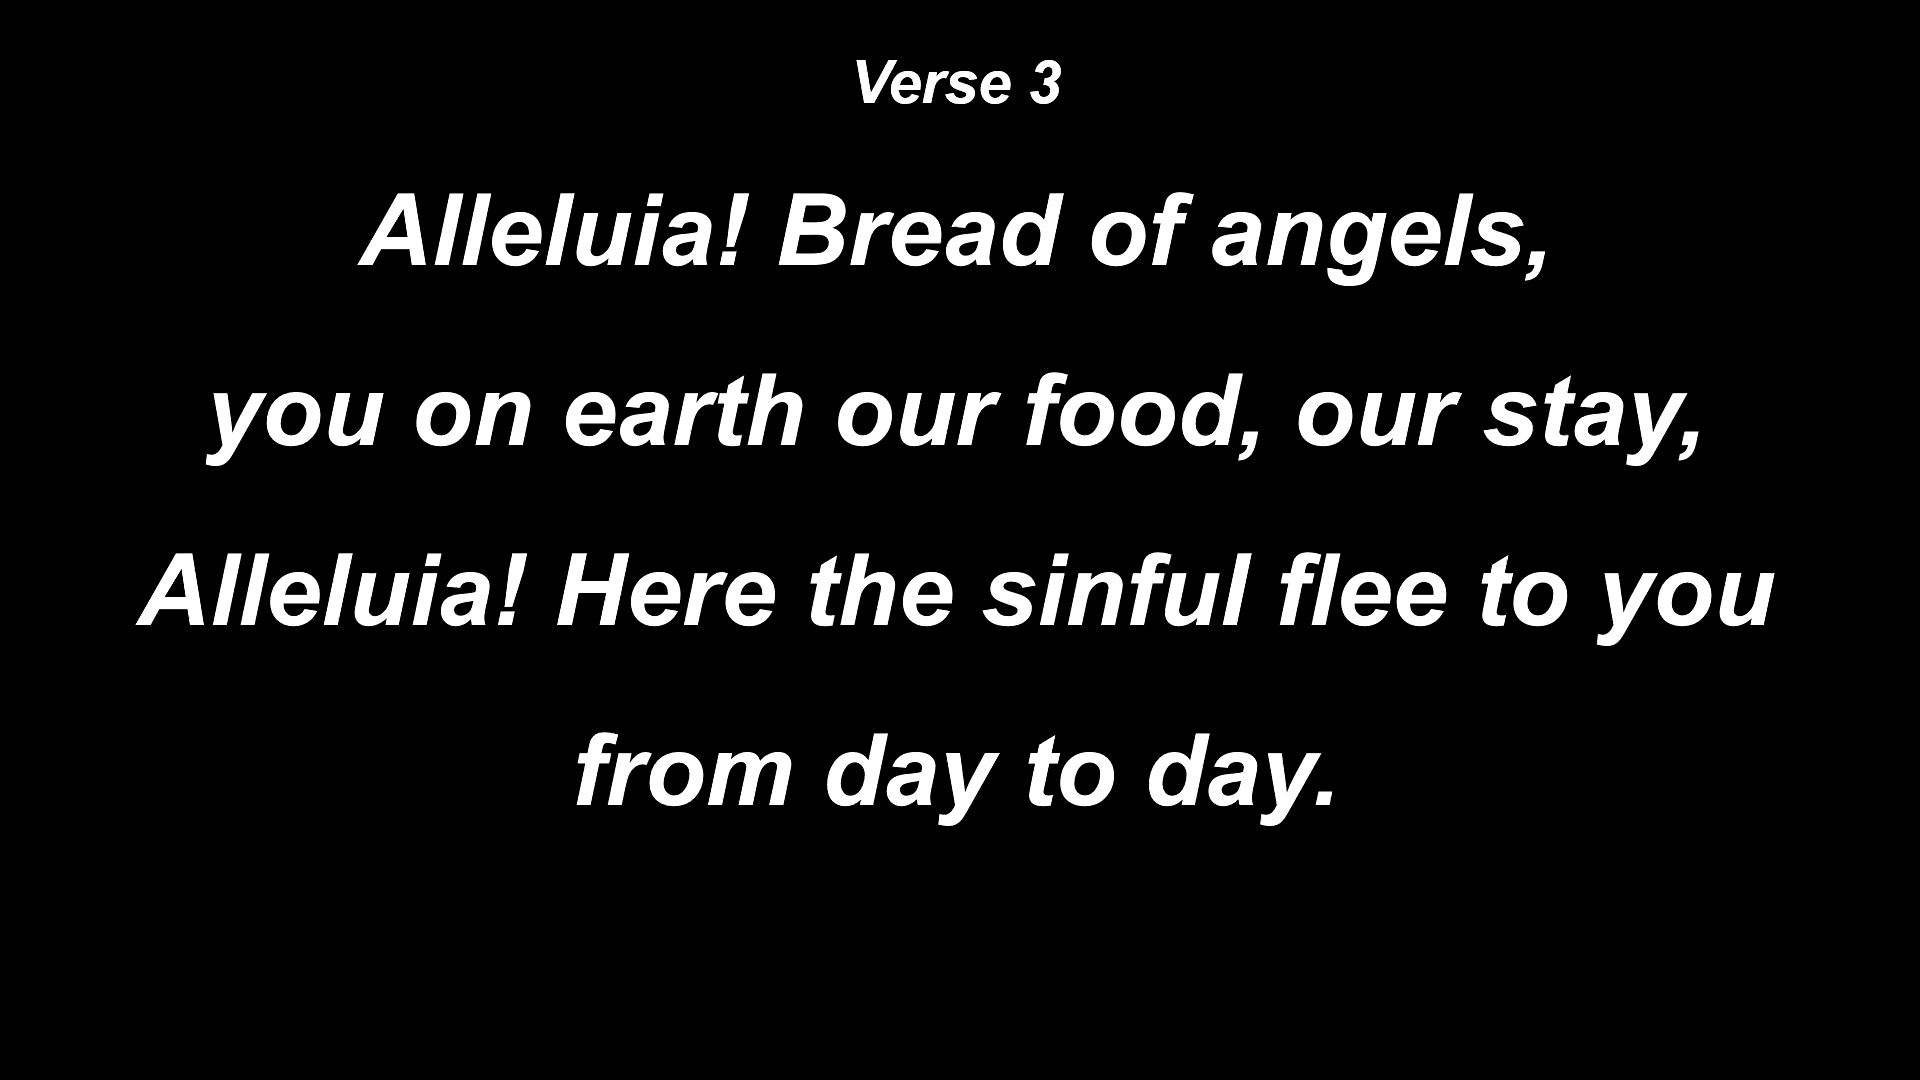 Verse 3
Alleluia! Bread of angels,
you on earth our food, our stay,
Alleluia! Here the sinful flee to you
from day to day.